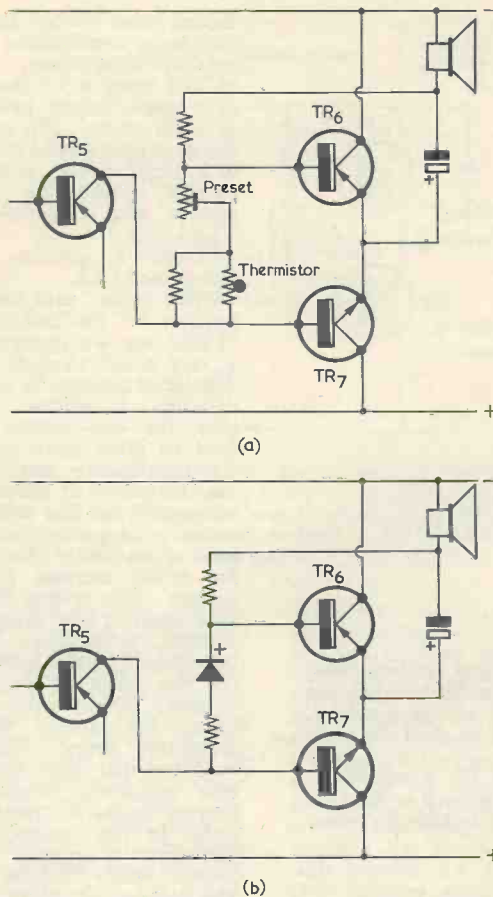 −
TR6
TR5
Preset
Thermistor
TR7
+
+
(a)
−
TR6
TR5
+
+
TR7
+
(b)